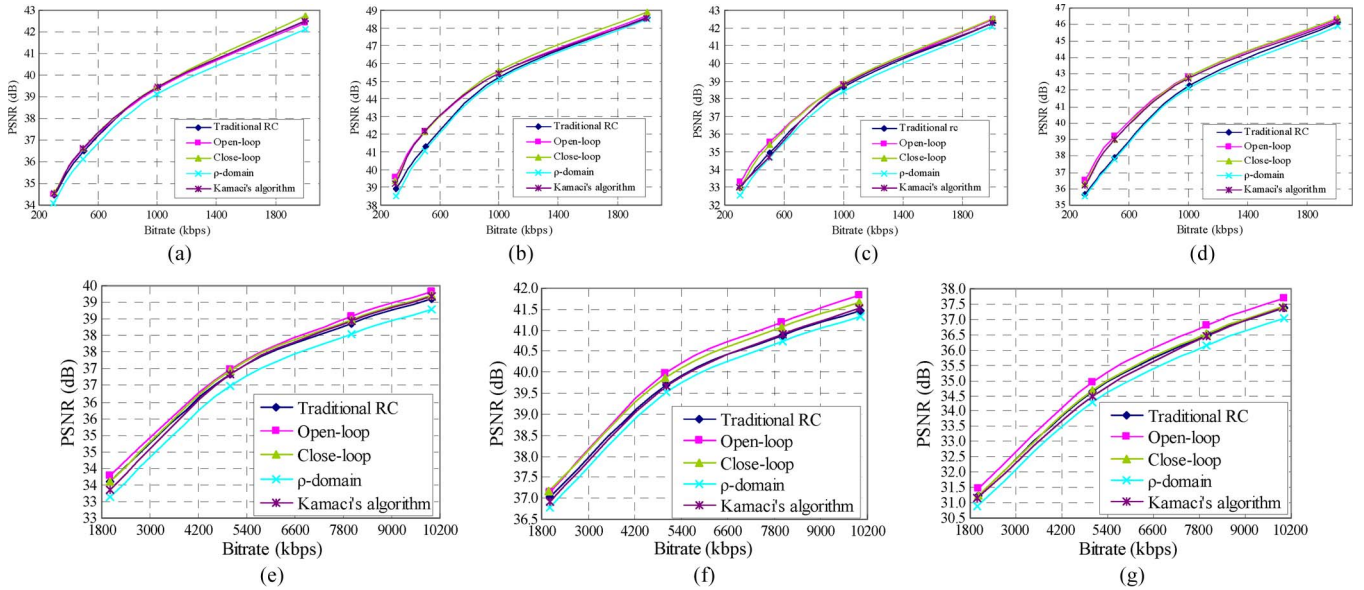 43
42
41
40
39
38
37
36
35
34
PSNR (dB)
200 600 1000 1400 1800
Bitrate (kbps)
Traditional RC
Open-loop
Close-loop
ρ-domain
Kamaci's algorithm
(a)
49
48
47
46
45
44
43
42
41
40
39
38
PSNR (dB)
200 600 1000 1400 1800
Bitrate (kbps)
Traditional RC
Open-loop
Close-loop
ρ-domain
Kamaci's algorithm
(b)
43
42
41
40
39
38
37
36
35
34
33
32
PSNR (dB)
200 600 1000 1400 1800
Bitrate (kbps)
Traditional rc
Open-loop
Close-loop
ρ-domain
Kamaci's algorithm
(c)
47
46
45
44
43
42
41
40
39
38
37
36
35
PSNR (dB)
200 600 1000 1400 1800
Bitrate (kbps)
Traditional RC
Open-loop
Close-loop
ρ-domain
Kamaci's algorithm
(d)
40
39
39
38
38
37
37
36
36
35
35
34
34
33
33
PSNR (dB)
1800 3000 4200 5400 6600 7800 9000 10200
Bitrate (kbps)
Traditional RC
Open-loop
Close-loop
ρ-domain
Kamaci's algorithm
(e)
42.0
41.5
41.0
40.5
40.0
39.5
39.0
38.5
38.0
37.5
37.0
36.5
PSNR (dB)
1800 3000 4200 5400 6600 7800 9000 10200
Bitrate (kbps)
Traditional RC
Open-loop
Close-loop
ρ-domain
Kamaci's algorithm
(f)
38.0
37.5
37.0
36.5
36.0
35.5
35.0
34.5
34.0
33.5
33.0
32.5
32.0
31.5
31.0
30.5
PSNR (dB)
1800 3000 4200 5400 6600 7800 9000 10200
Bitrate (kbps)
Traditional RC
Open-loop
Close-loop
ρ-domain
Kamaci's algorithm
(g)